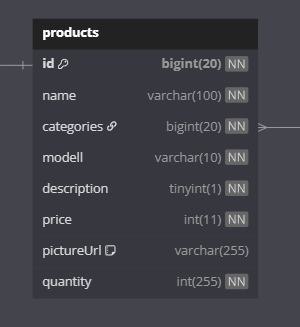 products
id bigint(20) NN
name varchar(100) NN
categories bigint(20) NN
modell varchar(10) NN
description tinyint(1) NN
price int(11) NN
pictureUrl varchar(255)
quantity int(255) NN